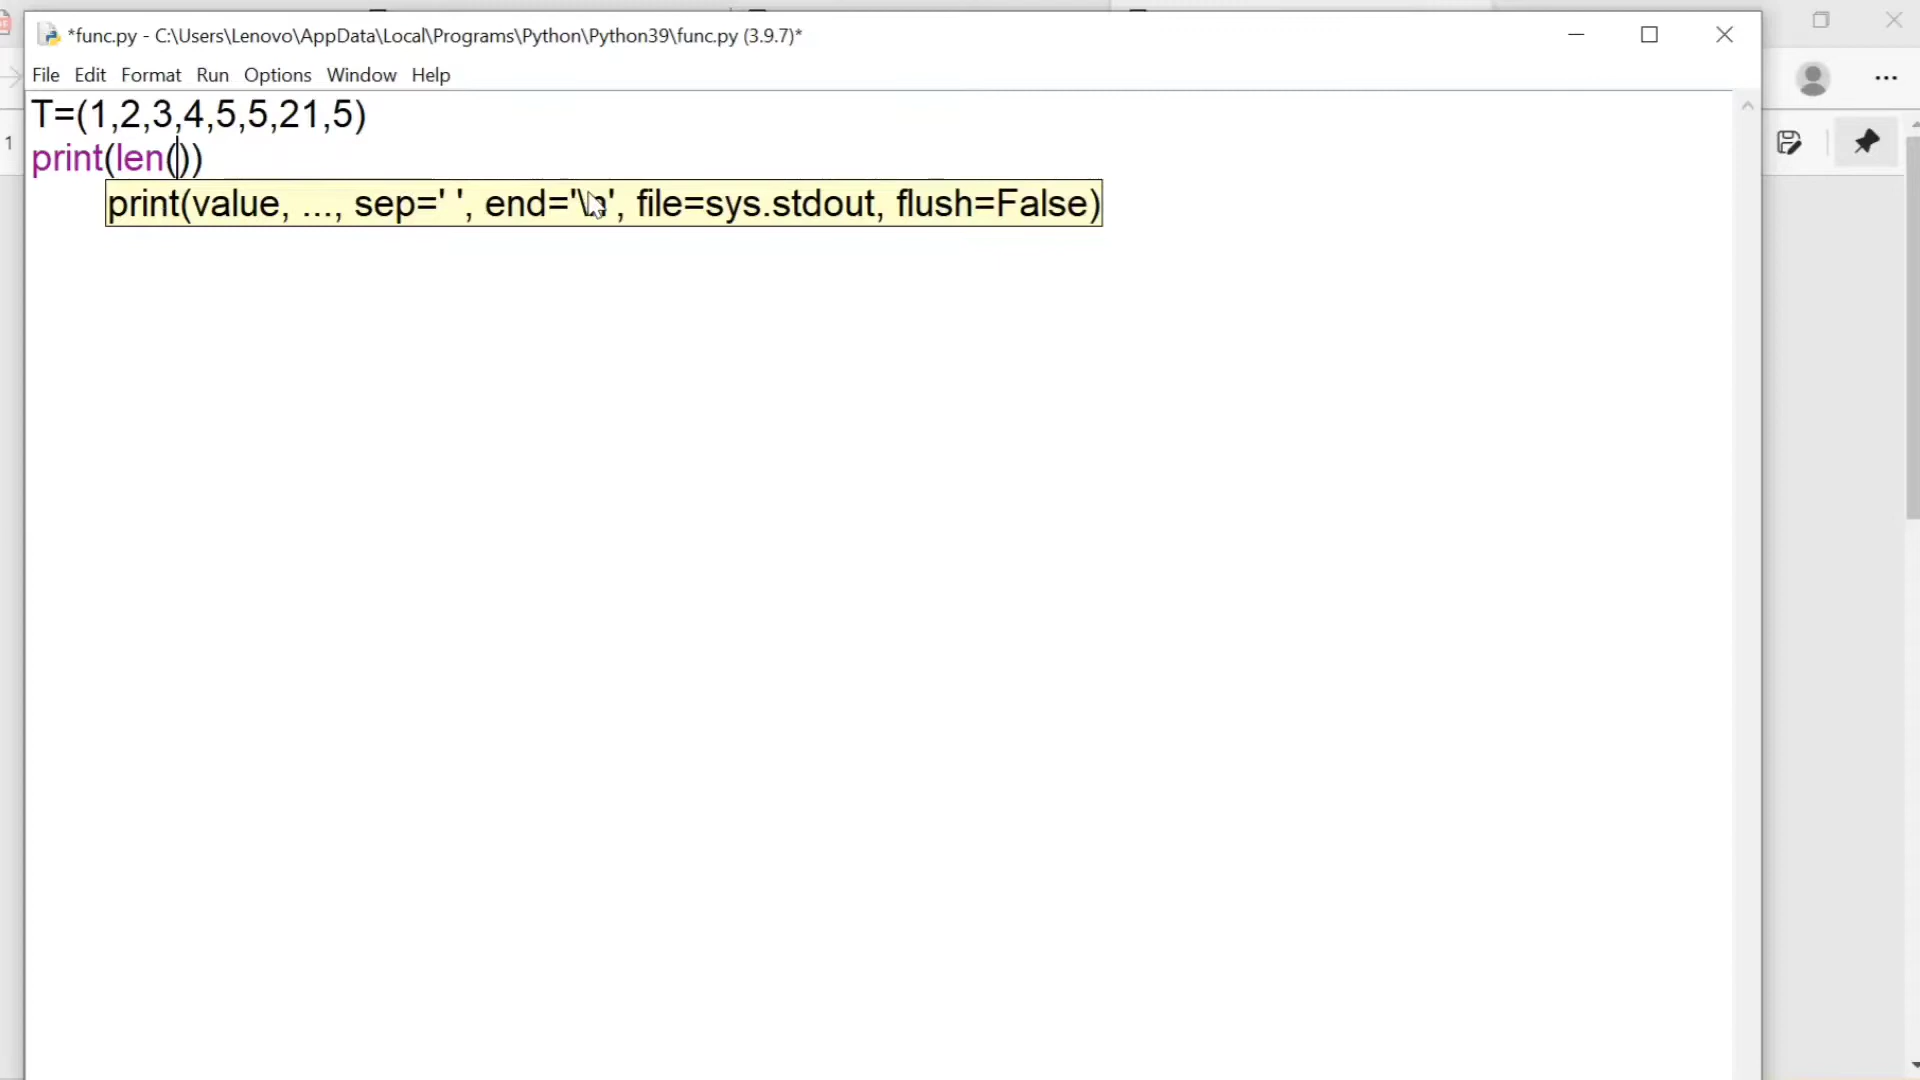 *func.py - C:\Users\Lenovo\AppData\Local\Programs\Python\Python39\func.py (3.9.7)*
File Edit Format Run Options Window Help
T=(1,2,3,4,5,5,21,5)
1
print(len())
print(value, ..., sep=' ', end='\n', file=sys.stdout, flush=False)